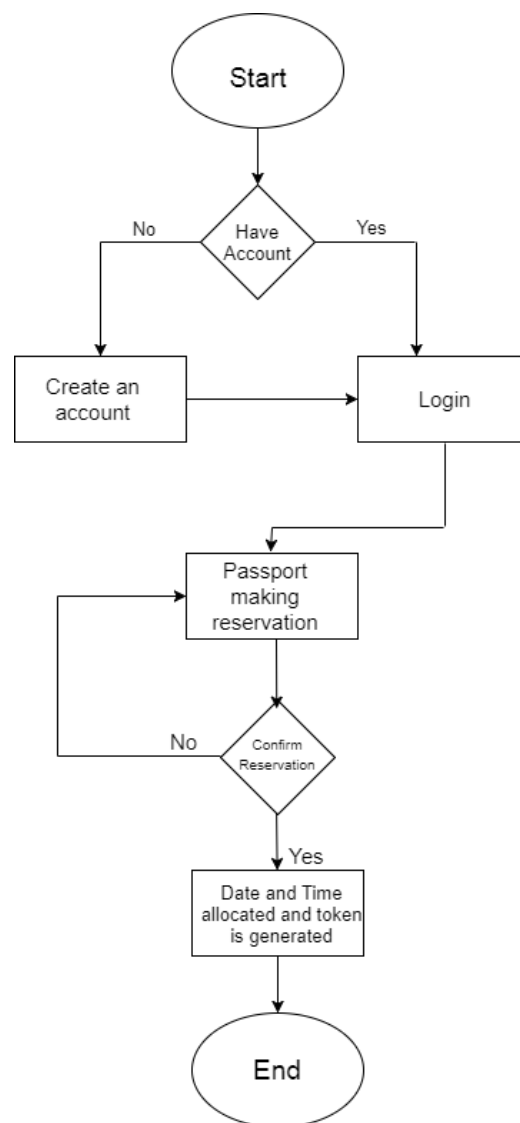 Start
Have
Account
No
Yes
Create an
account
Login
Passport
making
reservation
Confirm
Reservation
No
Yes
Date and Time
allocated and token
is generated
End